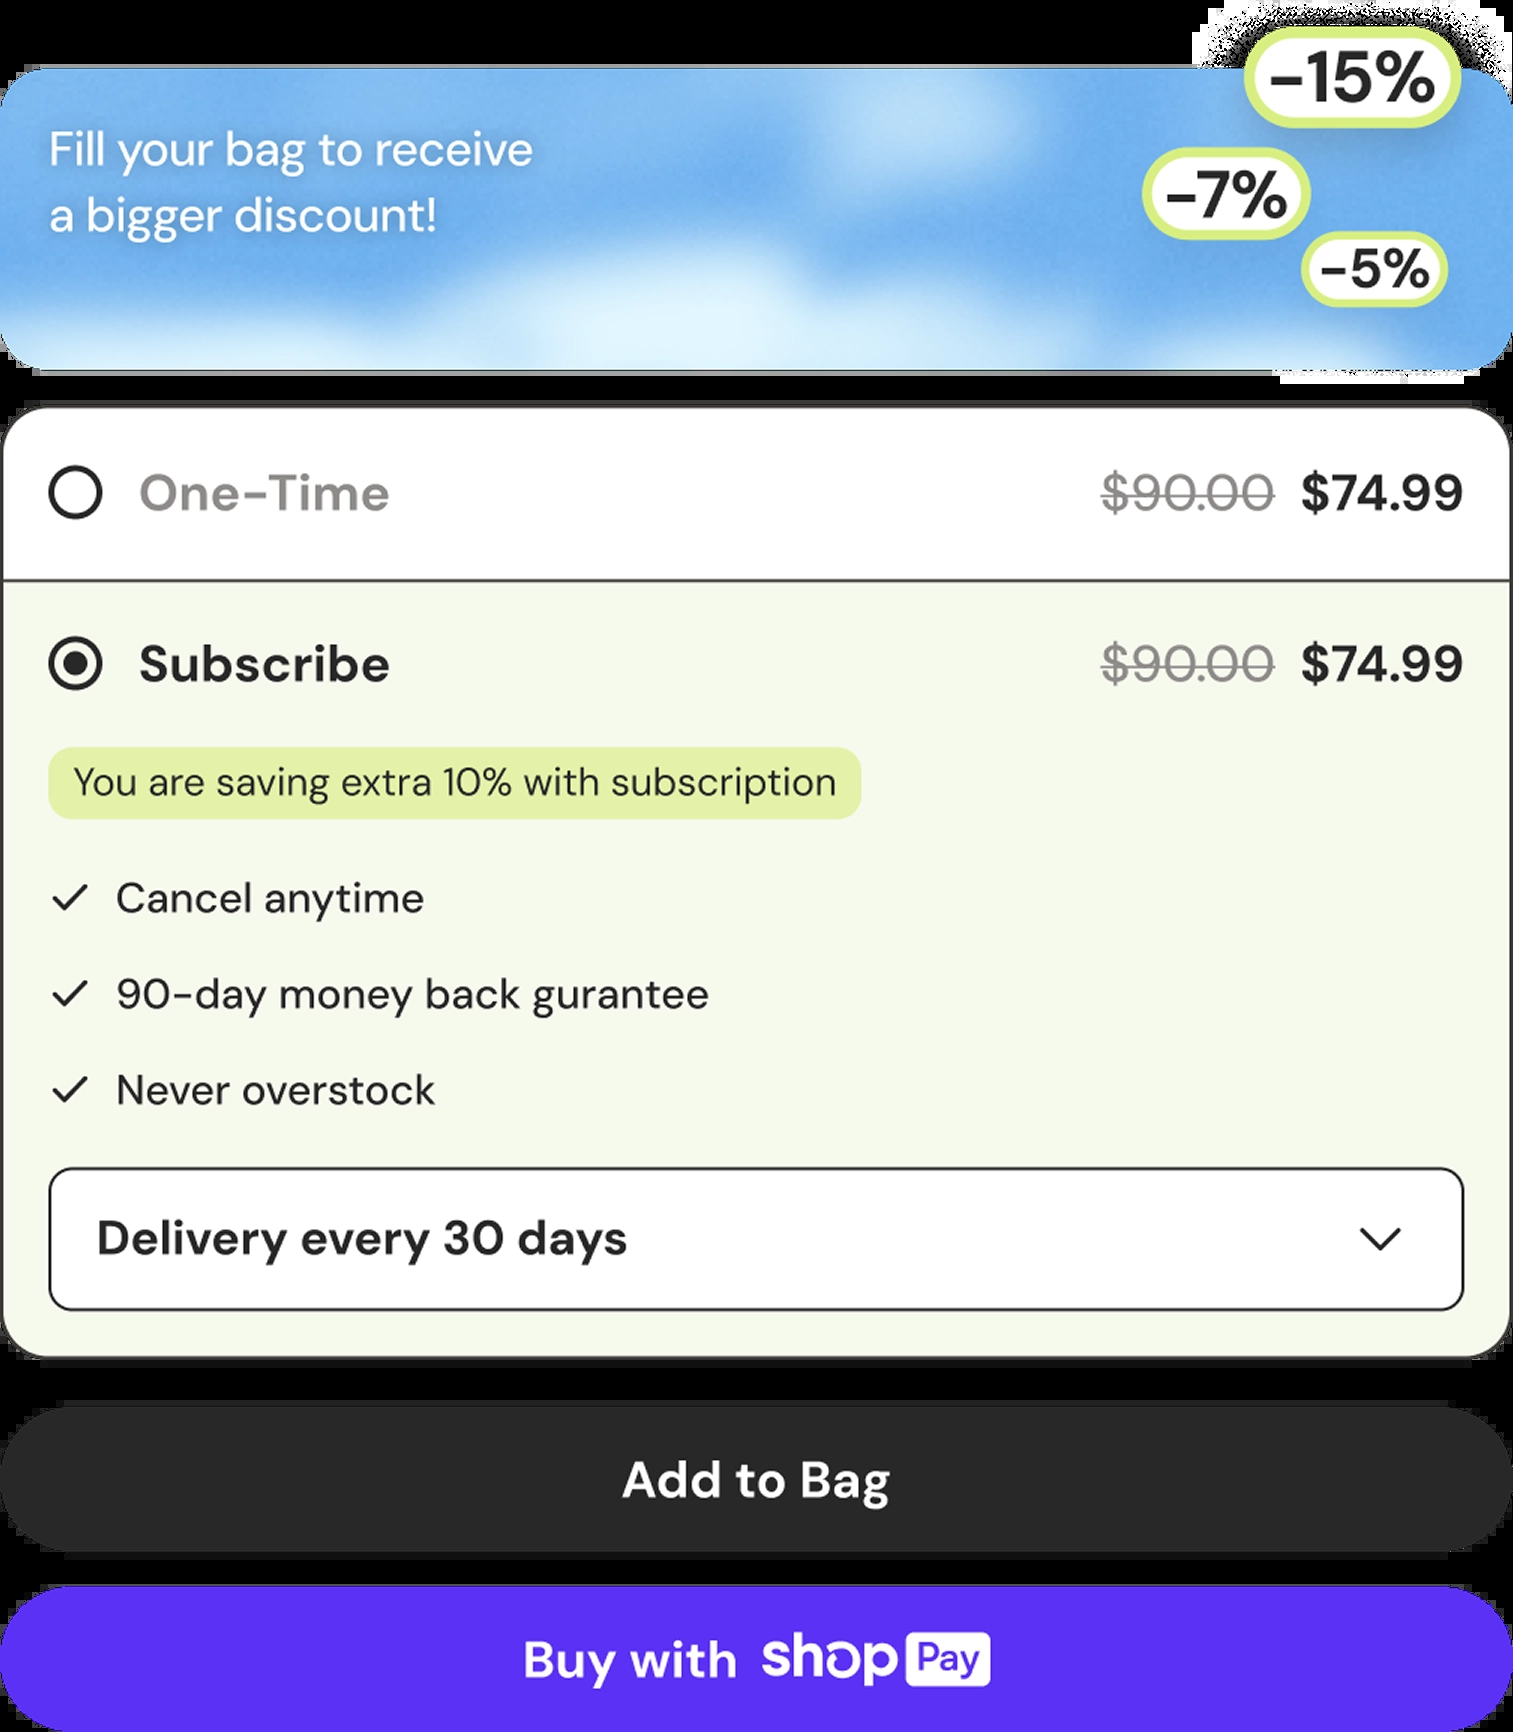 -15%
Fill your bag to receive
a bigger discount!
-7%
-5%
One-Time $90.00 $74.99
Subscribe $90.00 $74.99
You are saving extra 10% with subscription
Cancel anytime
90-day money back gurantee
Never overstock
Delivery every 30 days
Add to Bag
Buy with shop Pay